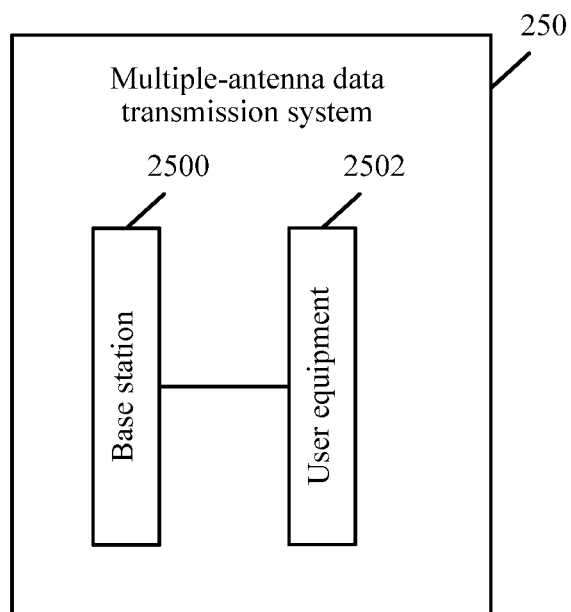 250
Multiple-antenna data
transmission system
2500
2502
Base station
User equipment